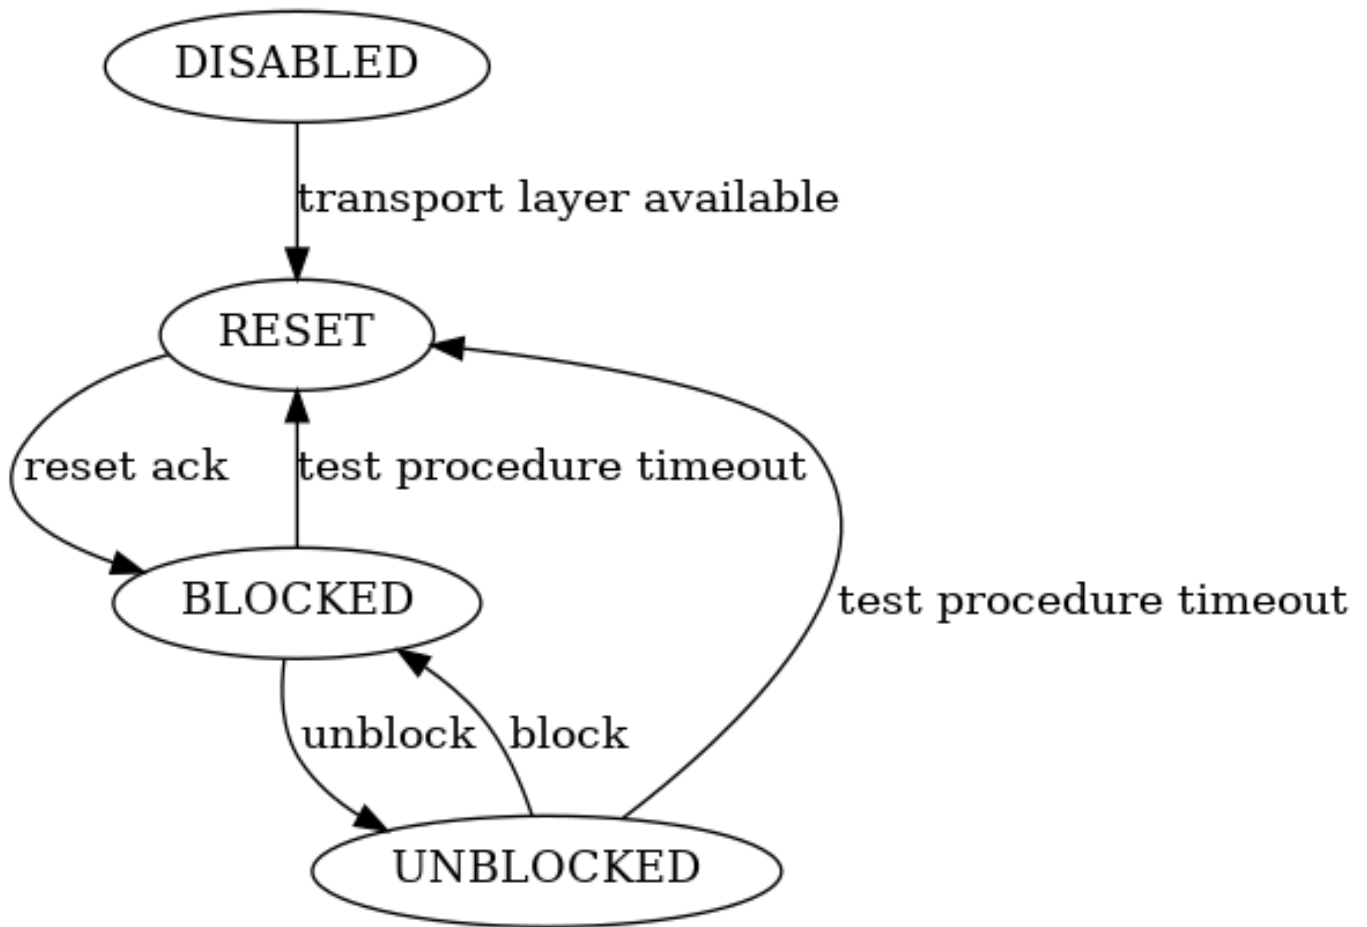 DISABLED
transport layer available
RESET
reset ack
test procedure timeout
BLOCKED
test procedure timeout
unblock
block
UNBLOCKED